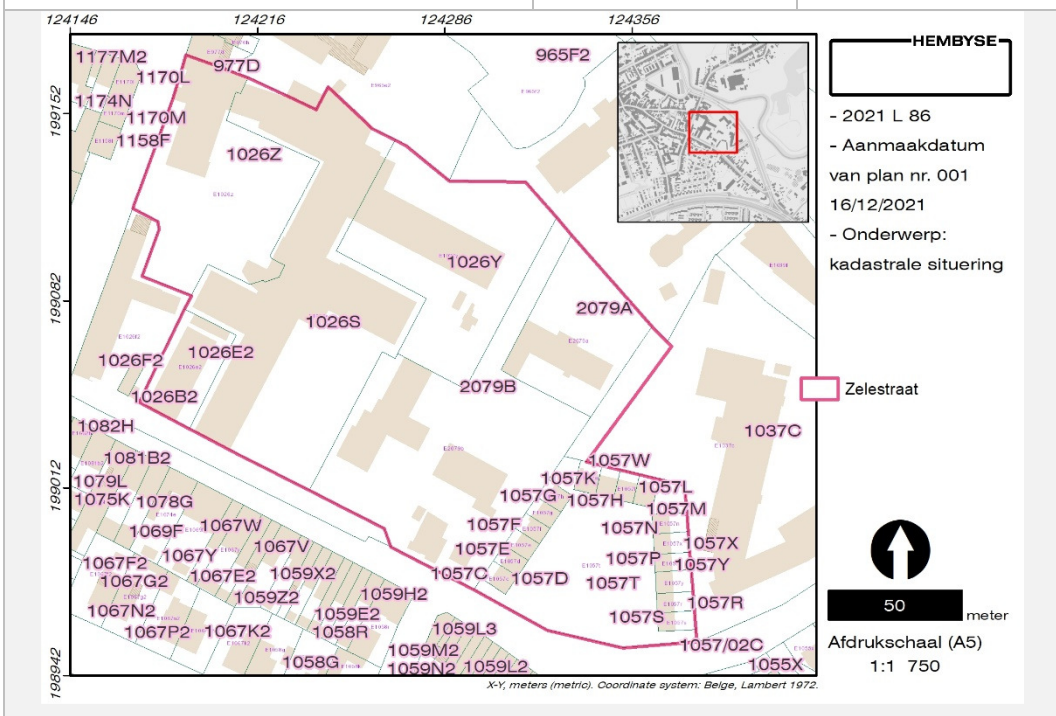 124146 124216 124286 124356
199152
199082
199012
198942
1177M2
977D
965F2
1170L
1174N
1170M
1158F
1026Z
1026Y
2079A
1026S
1026E2
1026F2
2079B
1026B2
1082H
1037C
1081B2
1057W
1079L
1057K
1057L
1075K
1078G
1057G
1057H
1057M
1069F
1067W
1057F
1057N
1067Y
1067V
1057E
1057X
1067F2
1057P
1057Y
1067G2
1067E2
1059X2
1057C
1057D
1057T
1059Z2
1059H2
1067N2
1059E2
1057S
1057R
1067P2
1067K2
1058R
1059L3
1057/02C
1058G
1059M2
1059N2
1059L2
1055X
X-Y, meters (metric). Coordinate system: Belge, Lambert 1972.
HEMBYSE
- 2021 L 86
- Aanmaakdatum
van plan nr. 001
16/12/2021
- Onderwerp:
kadastrale situering
Zelestraat
50
meter
Afdrukschaal (A5)
1:1 750